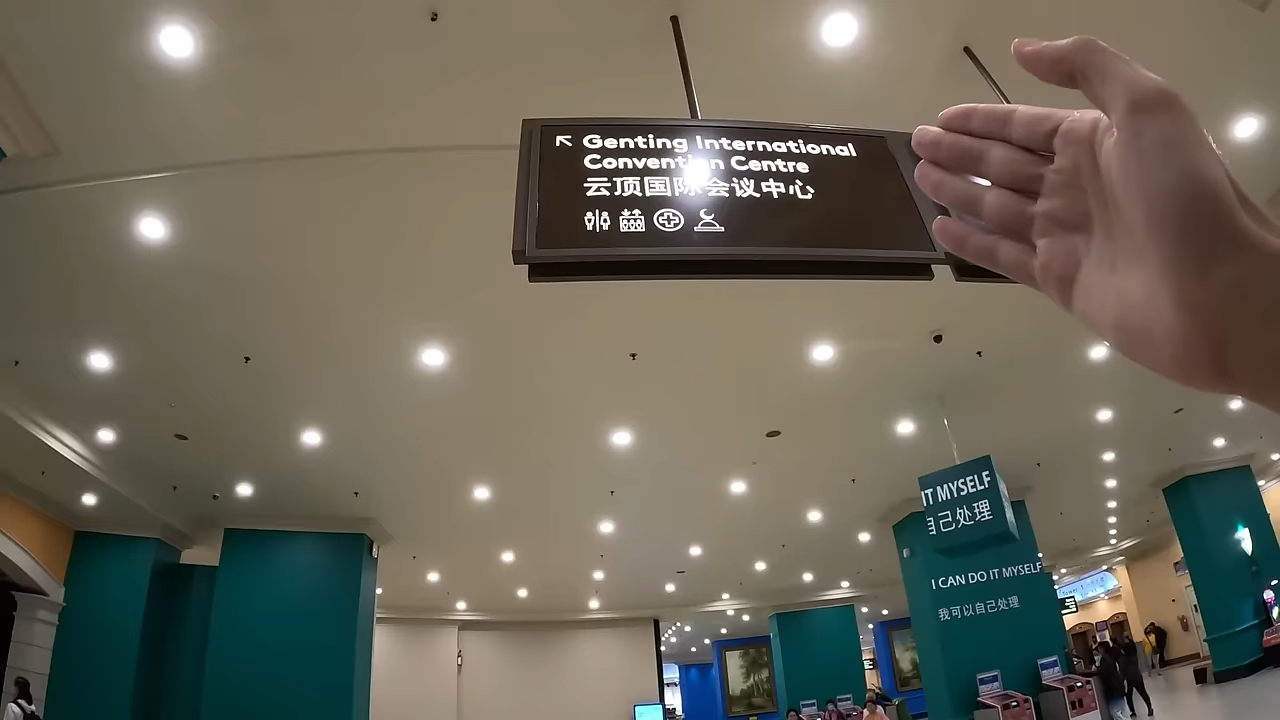 Genting International
Convention Centre
云顶国际会议中心
IT MYSELF
自己处理
I CAN DO IT MYSELF
我可以自己处理